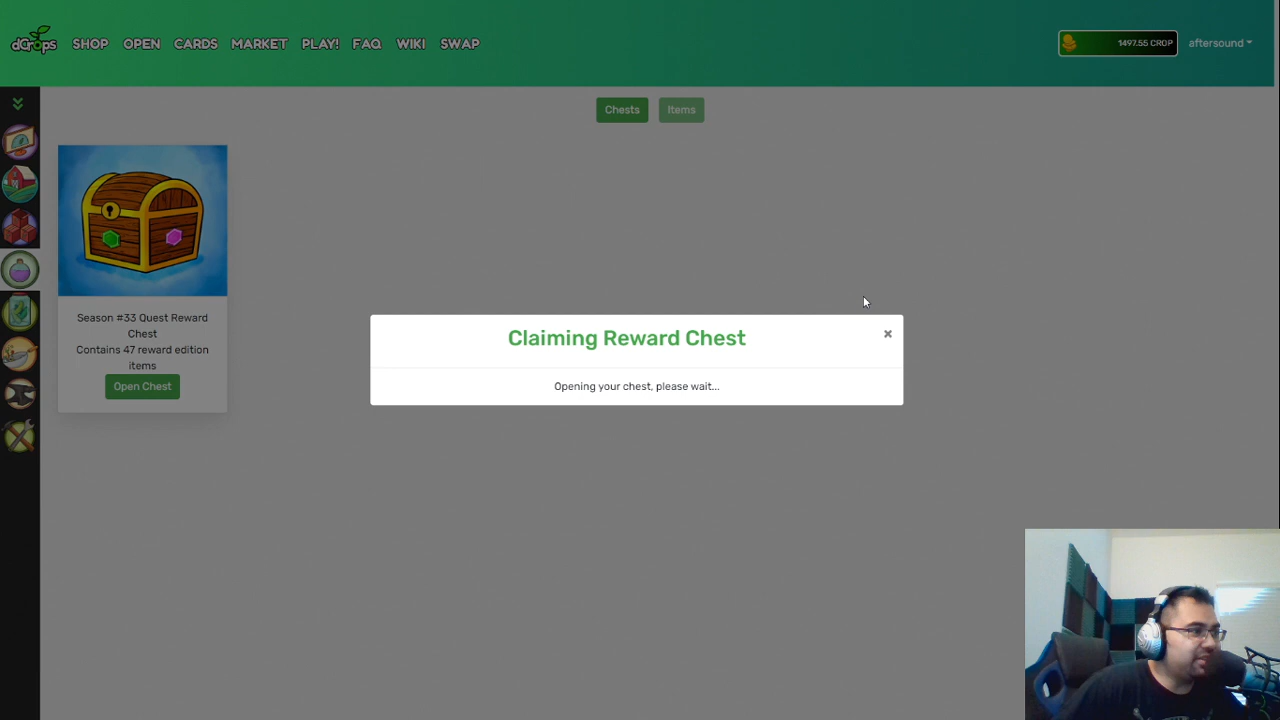 dCrops SHOP OPEN CARDS MARKET PLAY! FAQ WIKI SWAP 1497.55 CROP aftersound
Chests Items
Season #33 Quest Reward
Chest
Contains 47 reward edition
items
Open Chest
Claiming Reward Chest ×
Opening your chest, please wait...